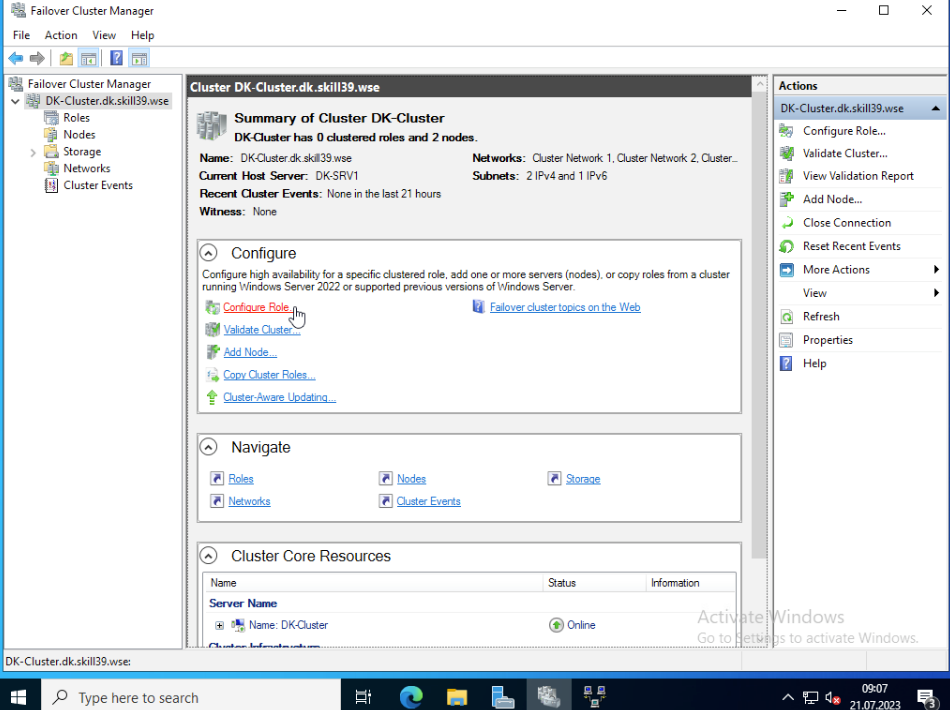 Failover Cluster Manager
File Action View Help
Failover Cluster Manager
DK-Cluster.dk.skill39.wse
Roles
Nodes
Storage
Networks
Cluster Events
Cluster DK-Cluster.dk.skill39.wse
Summary of Cluster DK-Cluster
DK-Cluster has 0 clustered roles and 2 nodes.
Name: DK-Cluster.dk.skill39.wse
Networks: Cluster Network 1, Cluster Network 2, Cluster...
Current Host Server: DK-SRV1
Subnets: 2 IPv4 and 1 IPv6
Recent Cluster Events: None in the last 21 hours
Witness: None
Configure
Configure high availability for a specific clustered role, add one or more servers (nodes), or copy roles from a cluster
running Windows Server 2022 or supported previous versions of Windows Server.
Configure Role...
Failover cluster topics on the Web
Validate Cluster...
Add Node...
Copy Cluster Roles...
Cluster-Aware Updating...
Navigate
Roles
Nodes
Storage
Networks
Cluster Events
Cluster Core Resources
Name Status Information
Server Name
Name: DK-Cluster
Online
Cluster Infrastructure
Actions
DK-Cluster.dk.skill39.wse
Configure Role...
Validate Cluster...
View Validation Report
Add Node...
Close Connection
Reset Recent Events
More Actions
View
Refresh
Properties
Help
Activate Windows
Go to Settings to activate Windows.
DK-Cluster.dk.skill39.wse:
Type here to search
09:07
21.07.2023
3